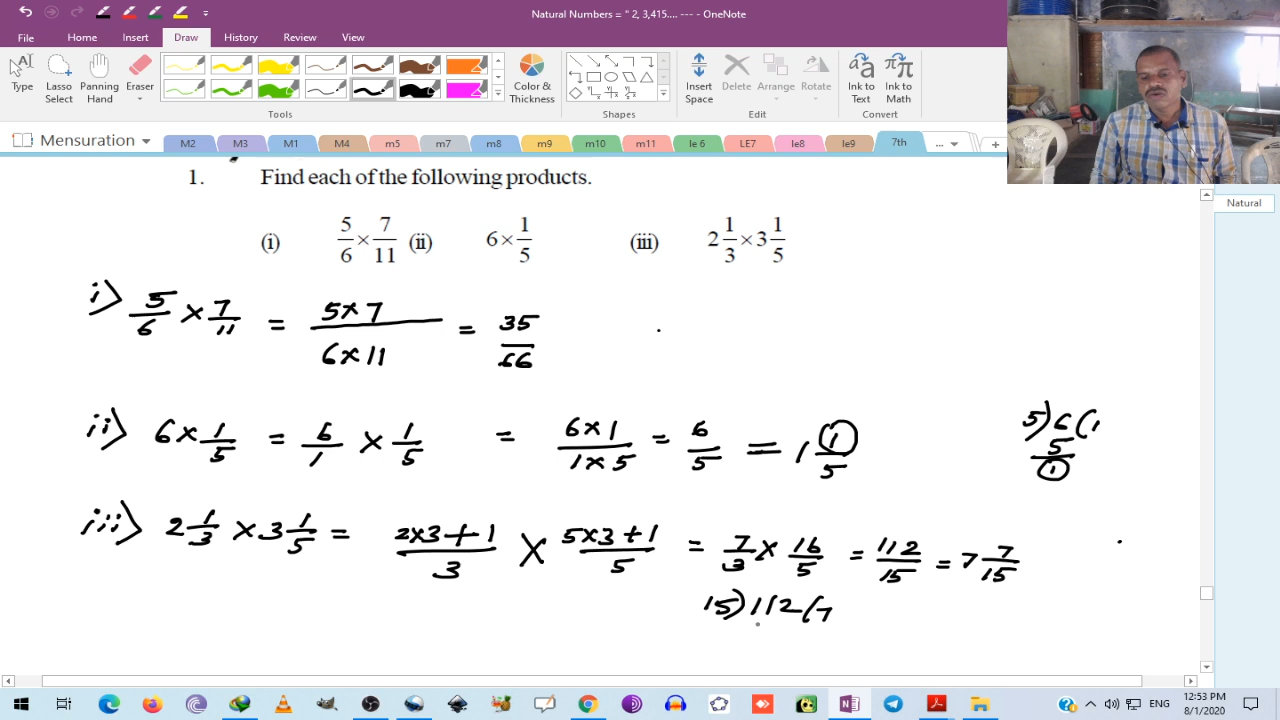 Natural Numbers = " 2, 3,415.... --- - OneNote
File Home Insert Draw History Review View
Type Lasso Select Panning Hand Eraser Color & Thickness Insert Space Delete Arrange Rotate Ink to Text Ink to Math
Tools Shapes Edit Convert
Mensuration M2 M3 M1 M4 m5 m7 m8 m9 m10 m11 le 6 LE7 le8 le9 7th ...
Natural
1. Find each of the following products.
(i) 5/6 × 7/11 (ii) 6 × 1/5 (iii) 2 1/3 × 3 1/5
i) 5/6 × 7/11 = 5×7/6×11 = 35/66
ii) 6 × 1/5 = 6/1 × 1/5 = 6×1/1×5 = 6/5 = 1 1/5
5)6(1
5
1
iii) 2 1/3 × 3 1/5 = 2×3+1/3 × 5×3+1/5 = 7/3 × 16/5 = 112/15 = 7 7/15
15)112(7
ENG
12:53 PM
8/1/2020